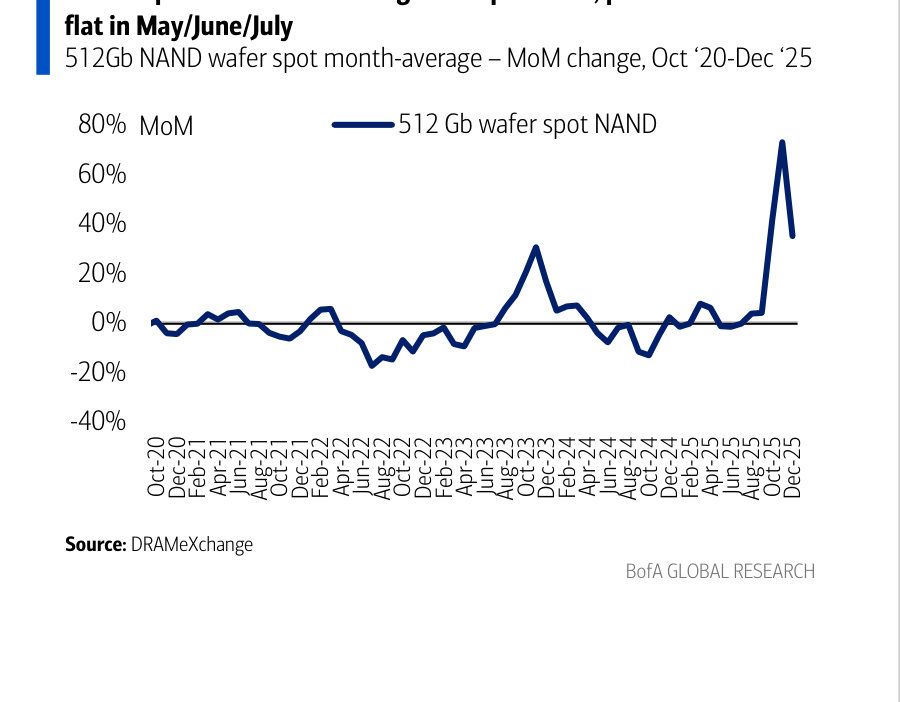 flat in May/June/July
512Gb NAND wafer spot month-average – MoM change, Oct ‘20-Dec ‘25
80% MoM 512 Gb wafer spot NAND
60%
40%
20%
0%
-20%
-40%
Oct-20 Dec-20 Feb-21 Apr-21 Jun-21 Aug-21 Oct-21 Dec-21 Feb-22 Apr-22 Jun-22 Aug-22 Oct-22 Dec-22 Feb-23 Apr-23 Jun-23 Aug-23 Oct-23 Dec-23 Feb-24 Apr-24 Jun-24 Aug-24 Oct-24 Dec-24 Feb-25 Apr-25 Jun-25 Aug-25 Oct-25 Dec-25
Source: DRAMeXchange
BofA GLOBAL RESEARCH